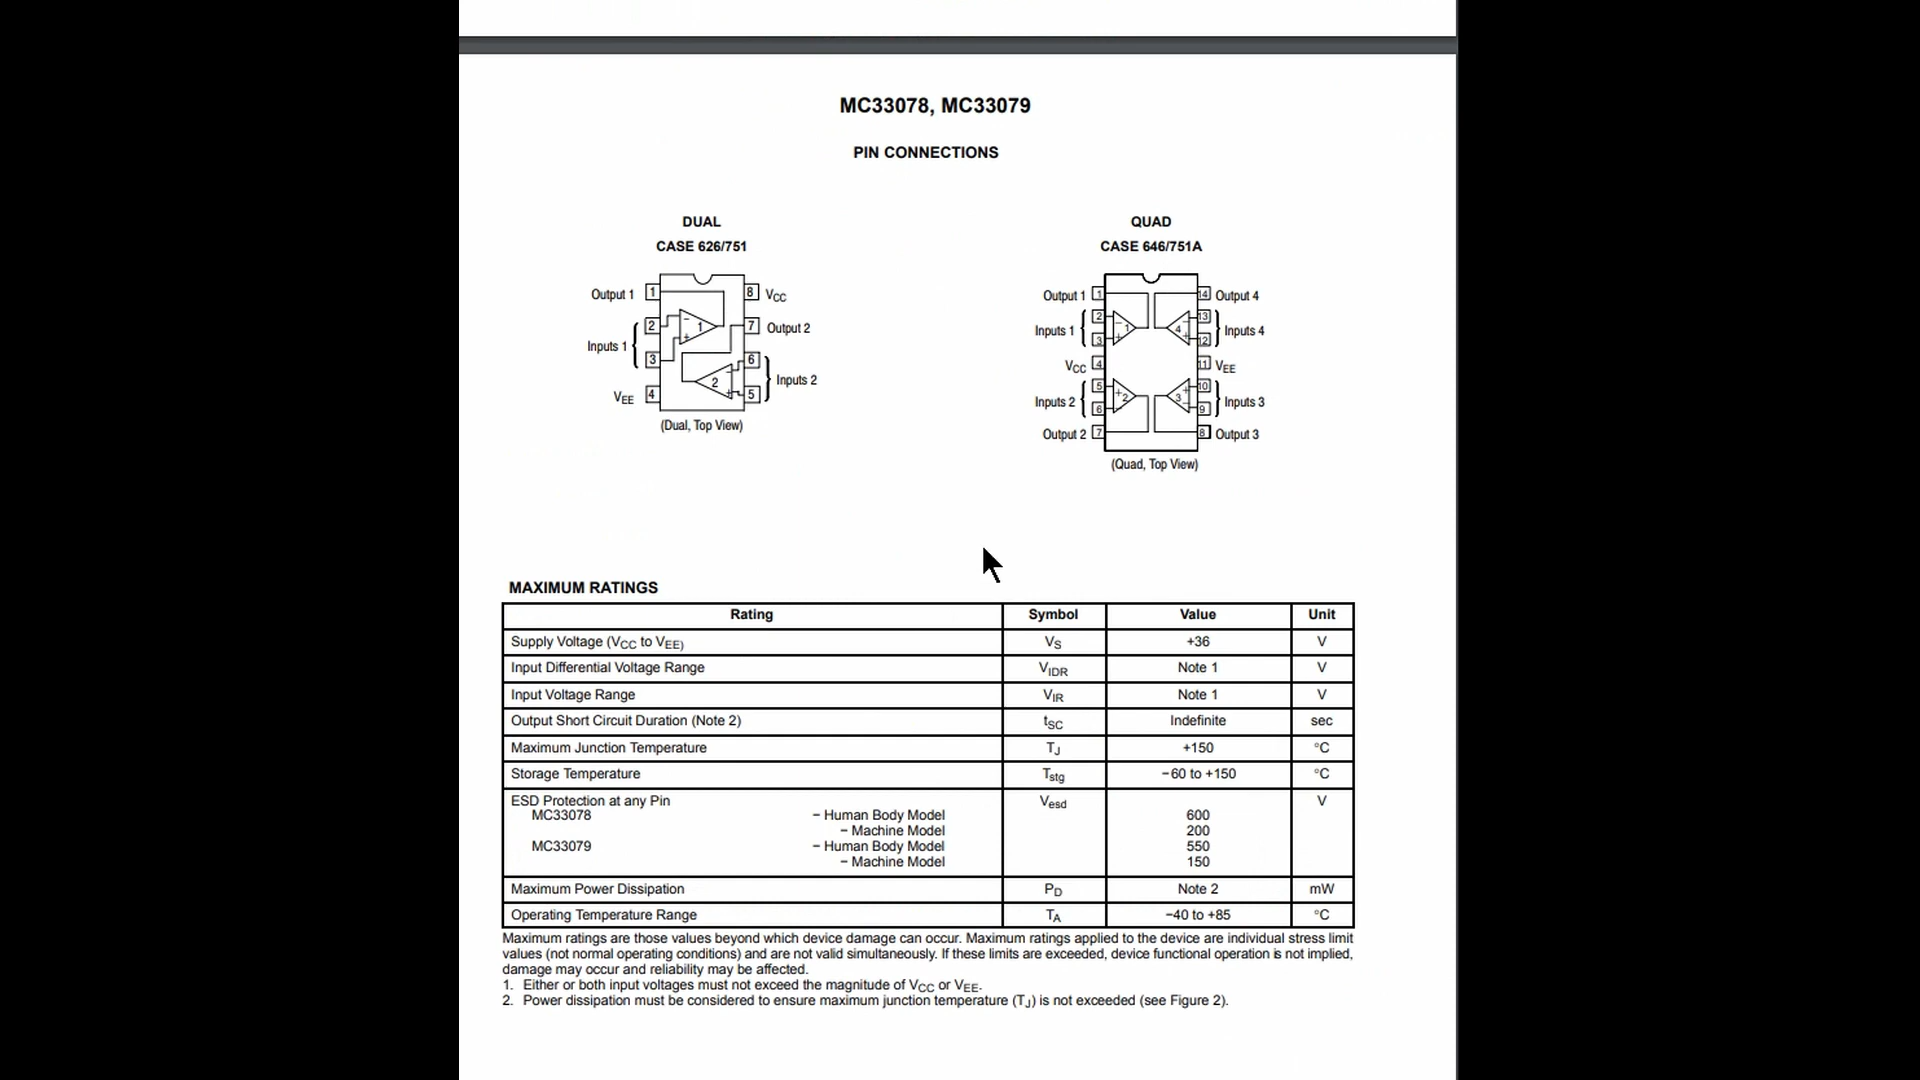 MC33078, MC33079
PIN CONNECTIONS
DUAL
CASE 626/751
Output 1 1 8 VCC
2 1 7 Output 2
Inputs 1
3 6
2 Inputs 2
VEE 4 5
(Dual, Top View)
QUAD
CASE 646/751A
Output 1 1 14 Output 4
2 13
Inputs 1 1 4 Inputs 4
3 12
VCC 4 11 VEE
5 10
Inputs 2 2 3 Inputs 3
6 9
Output 2 7 8 Output 3
(Quad, Top View)
MAXIMUM RATINGS
Rating Symbol Value Unit
Supply Voltage (VCC to VEE) VS +36 V
Input Differential Voltage Range VIDR Note 1 V
Input Voltage Range VIR Note 1 V
Output Short Circuit Duration (Note 2) tSC Indefinite sec
Maximum Junction Temperature TJ +150 °C
Storage Temperature Tstg −60 to +150 °C
ESD Protection at any Pin Vesd V
MC33078 − Human Body Model 600
− Machine Model 200
MC33079 − Human Body Model 550
− Machine Model 150
Maximum Power Dissipation PD Note 2 mW
Operating Temperature Range TA −40 to +85 °C
Maximum ratings are those values beyond which device damage can occur. Maximum ratings applied to the device are individual stress limit
values (not normal operating conditions) and are not valid simultaneously. If these limits are exceeded, device functional operation is not implied,
damage may occur and reliability may be affected.
1. Either or both input voltages must not exceed the magnitude of VCC or VEE.
2. Power dissipation must be considered to ensure maximum junction temperature (TJ) is not exceeded (see Figure 2).